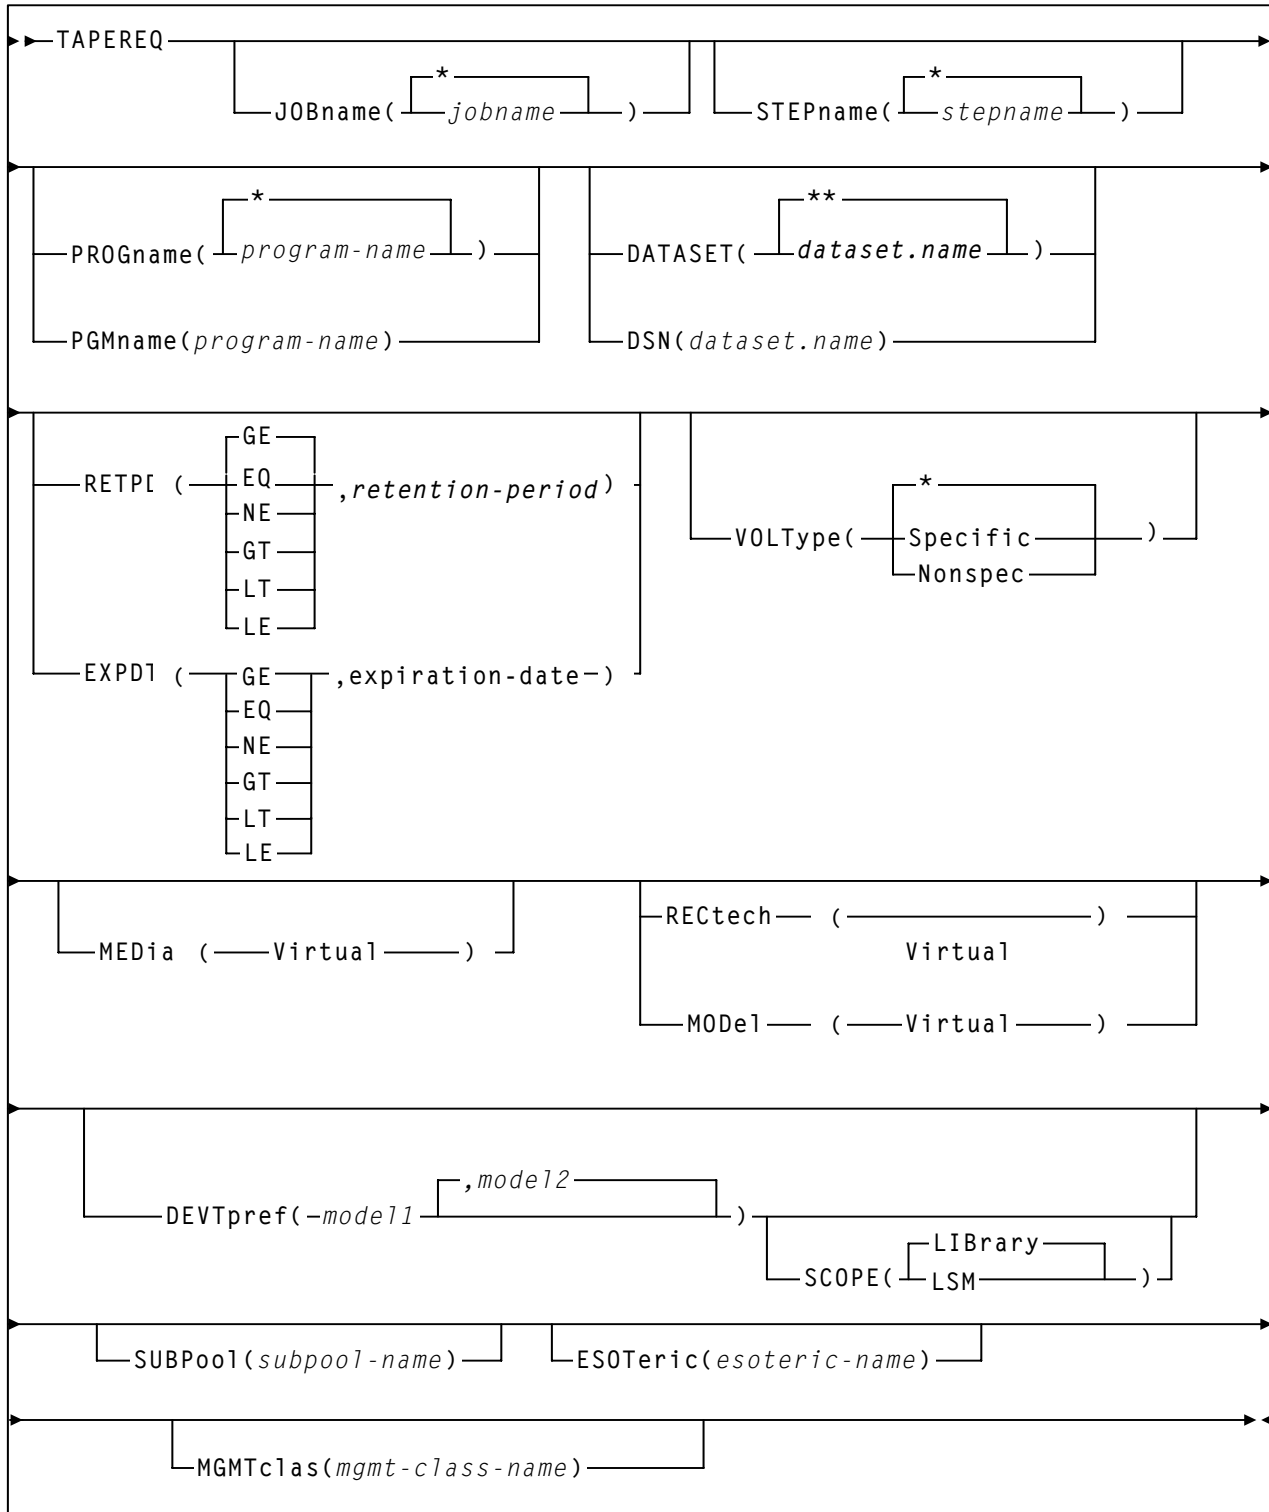 TAPEREQ
*
JOBname( jobname )
*
STEPname( stepname )
*
PROGname( program-name )
PGMname(program-name)
**
DATASET( dataset.name )
DSN(dataset.name)
GE
RETPD ( EQ ,retention-period)
NE
GT
LT
LE
EXPDT ( GE ,expiration-date )
EQ
NE
GT
LT
LE
*
VOLType( Specific )
Nonspec
MEDia ( Virtual )
RECtech ( )
Virtual
MODel ( Virtual )
,model2
DEVTpref( model1 )
LIBrary
SCOPE( LSM )
SUBPool(subpool-name)
ESOTeric(esoteric-name)
MGMTclas(mgmt-class-name)